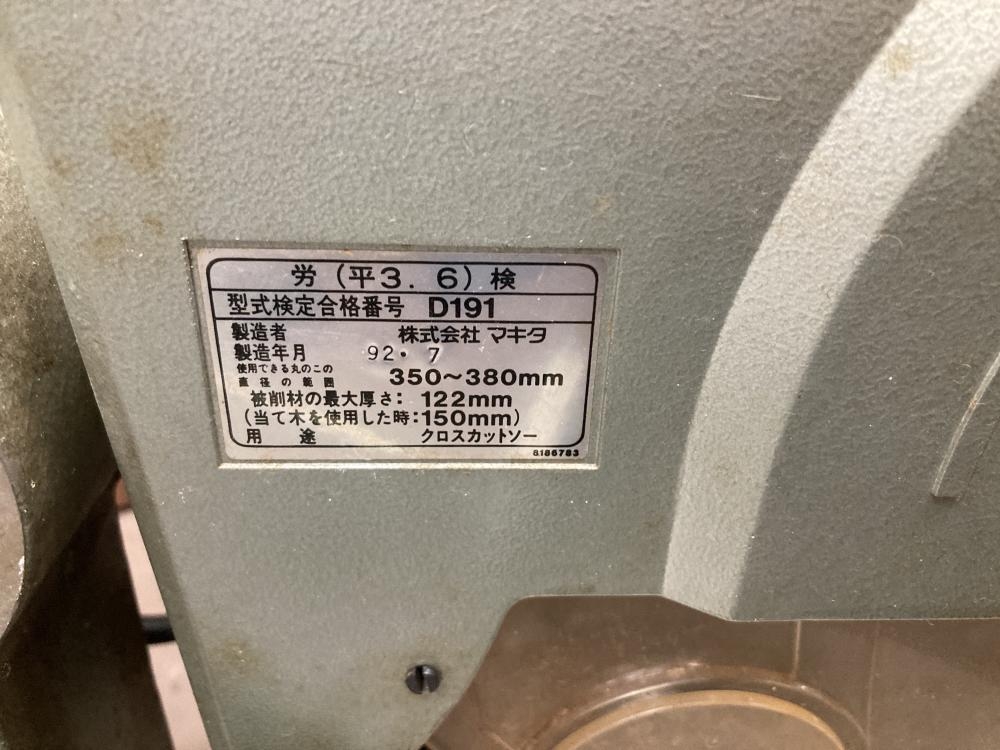 労（平3．6）検
型式検定合格番号 D191
製造者 株式会社 マキタ
製造年月 92・7
使用できる丸のこの
直径の範囲 350〜380mm
被削材の最大厚さ：122mm
（当て木を使用した時：150mm）
用途 クロスカットソー
8186783